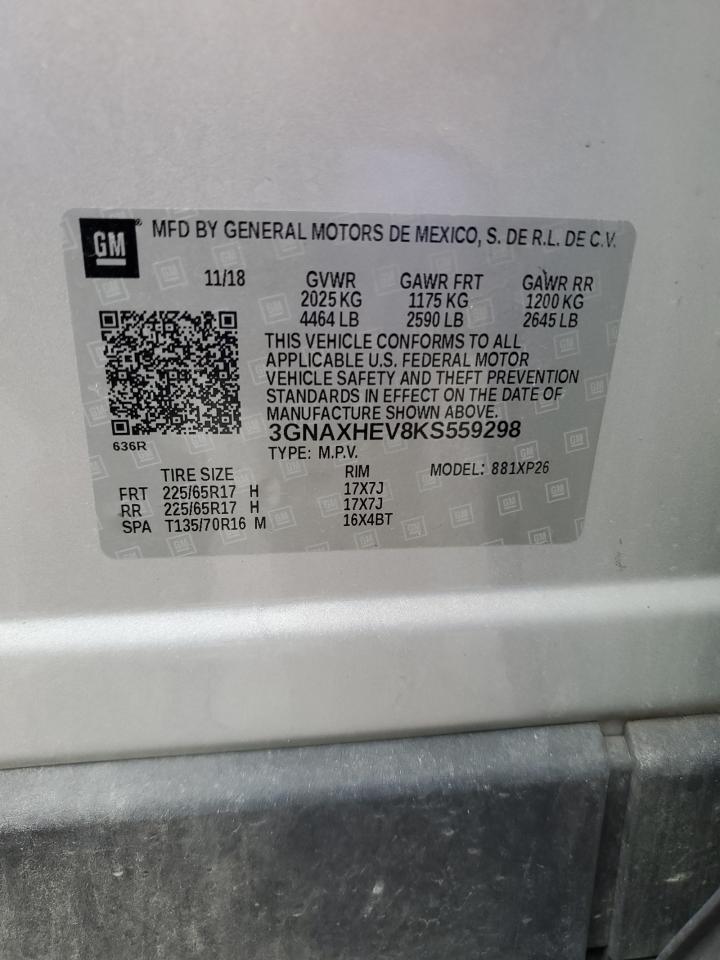 GM® MFD BY GENERAL MOTORS DE MEXICO, S. DE R.L. DE C.V.
11/18 GVWR GAWR FRT GAWR RR
2025 KG 1175 KG 1200 KG
4464 LB 2590 LB 2645 LB
THIS VEHICLE CONFORMS TO ALL
APPLICABLE U.S. FEDERAL MOTOR
VEHICLE SAFETY AND THEFT PREVENTION
STANDARDS IN EFFECT ON THE DATE OF
MANUFACTURE SHOWN ABOVE.
3GNAXHEV8KS559298
636R
TYPE: M.P.V.
TIRE SIZE RIM MODEL: 881XP26
FRT 225/65R17 H 17X7J
RR 225/65R17 H 17X7J
SPA T135/70R16 M 16X4BT